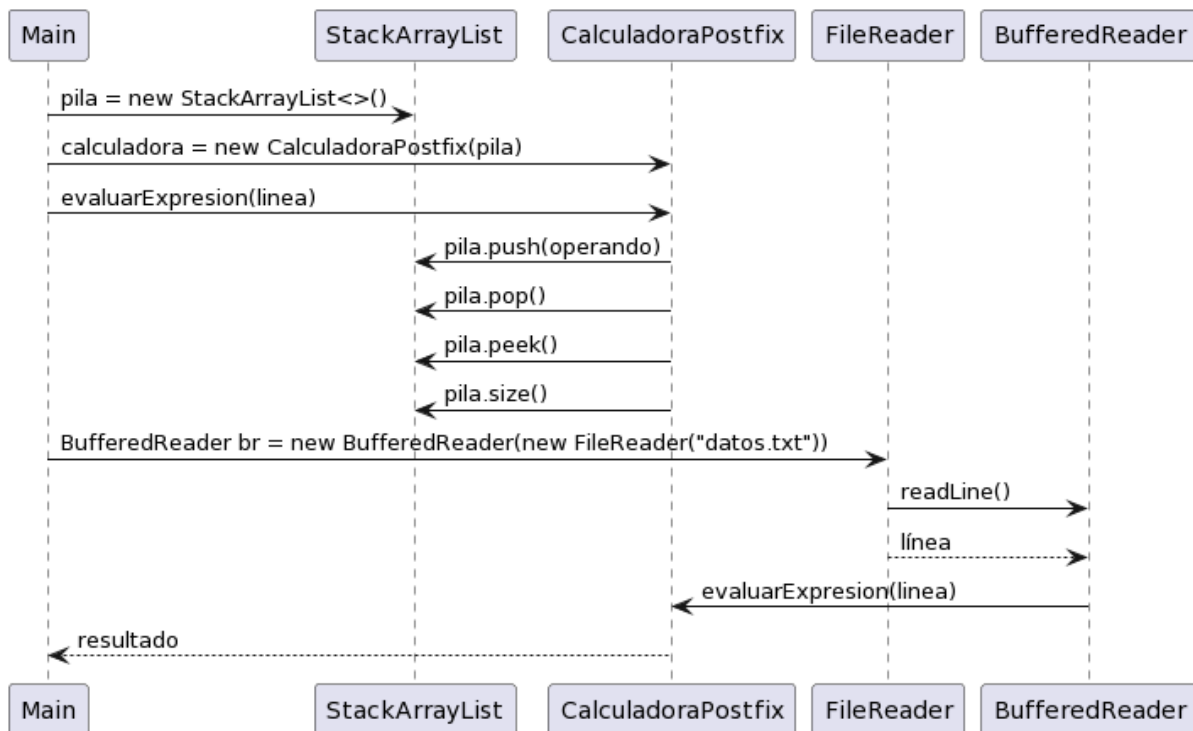 Main
StackArrayList
CalculadoraPostfix
FileReader
BufferedReader
pila = new StackArrayList<>()
calculadora = new CalculadoraPostfix(pila)
evaluarExpresion(linea)
pila.push(operando)
pila.pop()
pila.peek()
pila.size()
BufferedReader br = new BufferedReader(new FileReader("datos.txt"))
readLine()
línea
evaluarExpresion(linea)
resultado
Main
StackArrayList
CalculadoraPostfix
FileReader
BufferedReader